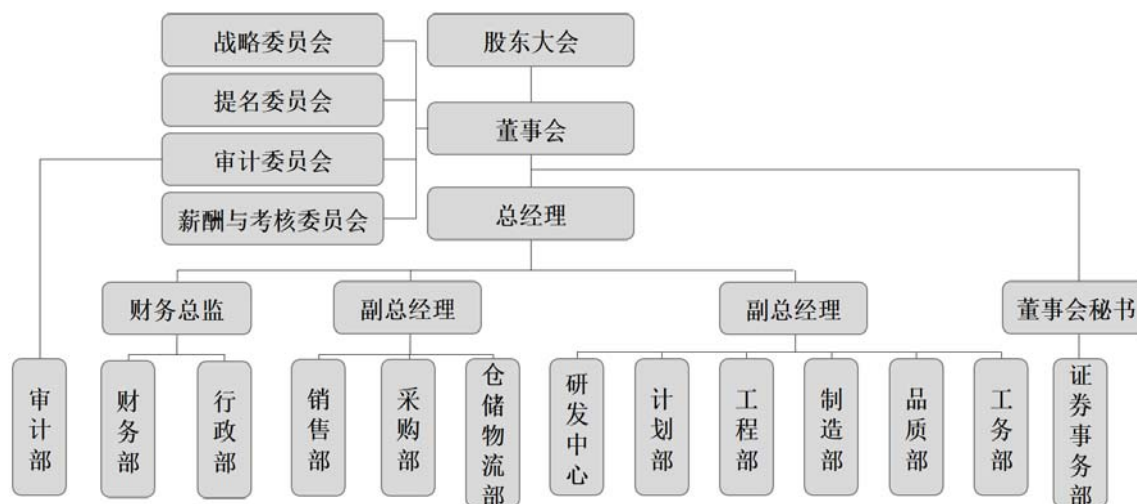 战略委员会
股东大会
提名委员会
董事会
审计委员会
薪酬与考核委员会
总经理
财务总监
副总经理
副总经理
董事会秘书
审计部
财务部
行政部
销售部
采购部
仓储物流部
研发中心
计划部
工程部
制造部
品质部
工务部
证券事务部